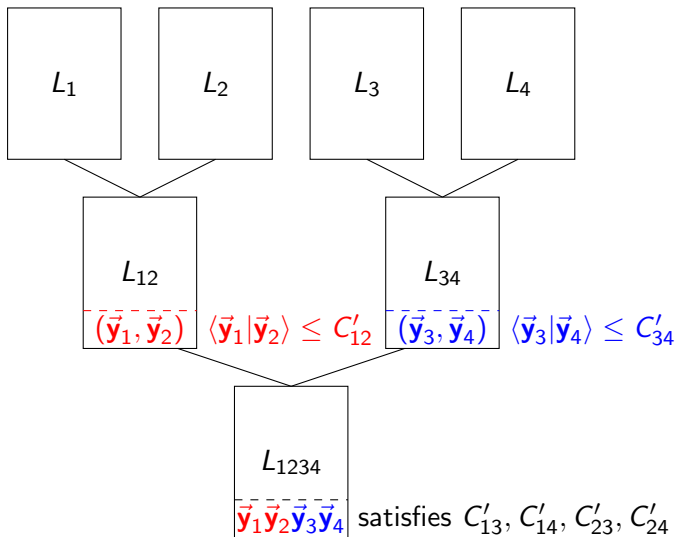 L₁ L₂ L₃ L₄
L₁₂ L₃₄
(y⃗₁, y⃗₂) ⟨y⃗₁|y⃗₂⟩ ≤ C′₁₂ (y⃗₃, y⃗₄) ⟨y⃗₃|y⃗₄⟩ ≤ C′₃₄
L₁₂₃₄
y⃗₁y⃗₂y⃗₃y⃗₄ satisfies C′₁₃, C′₁₄, C′₂₃, C′₂₄